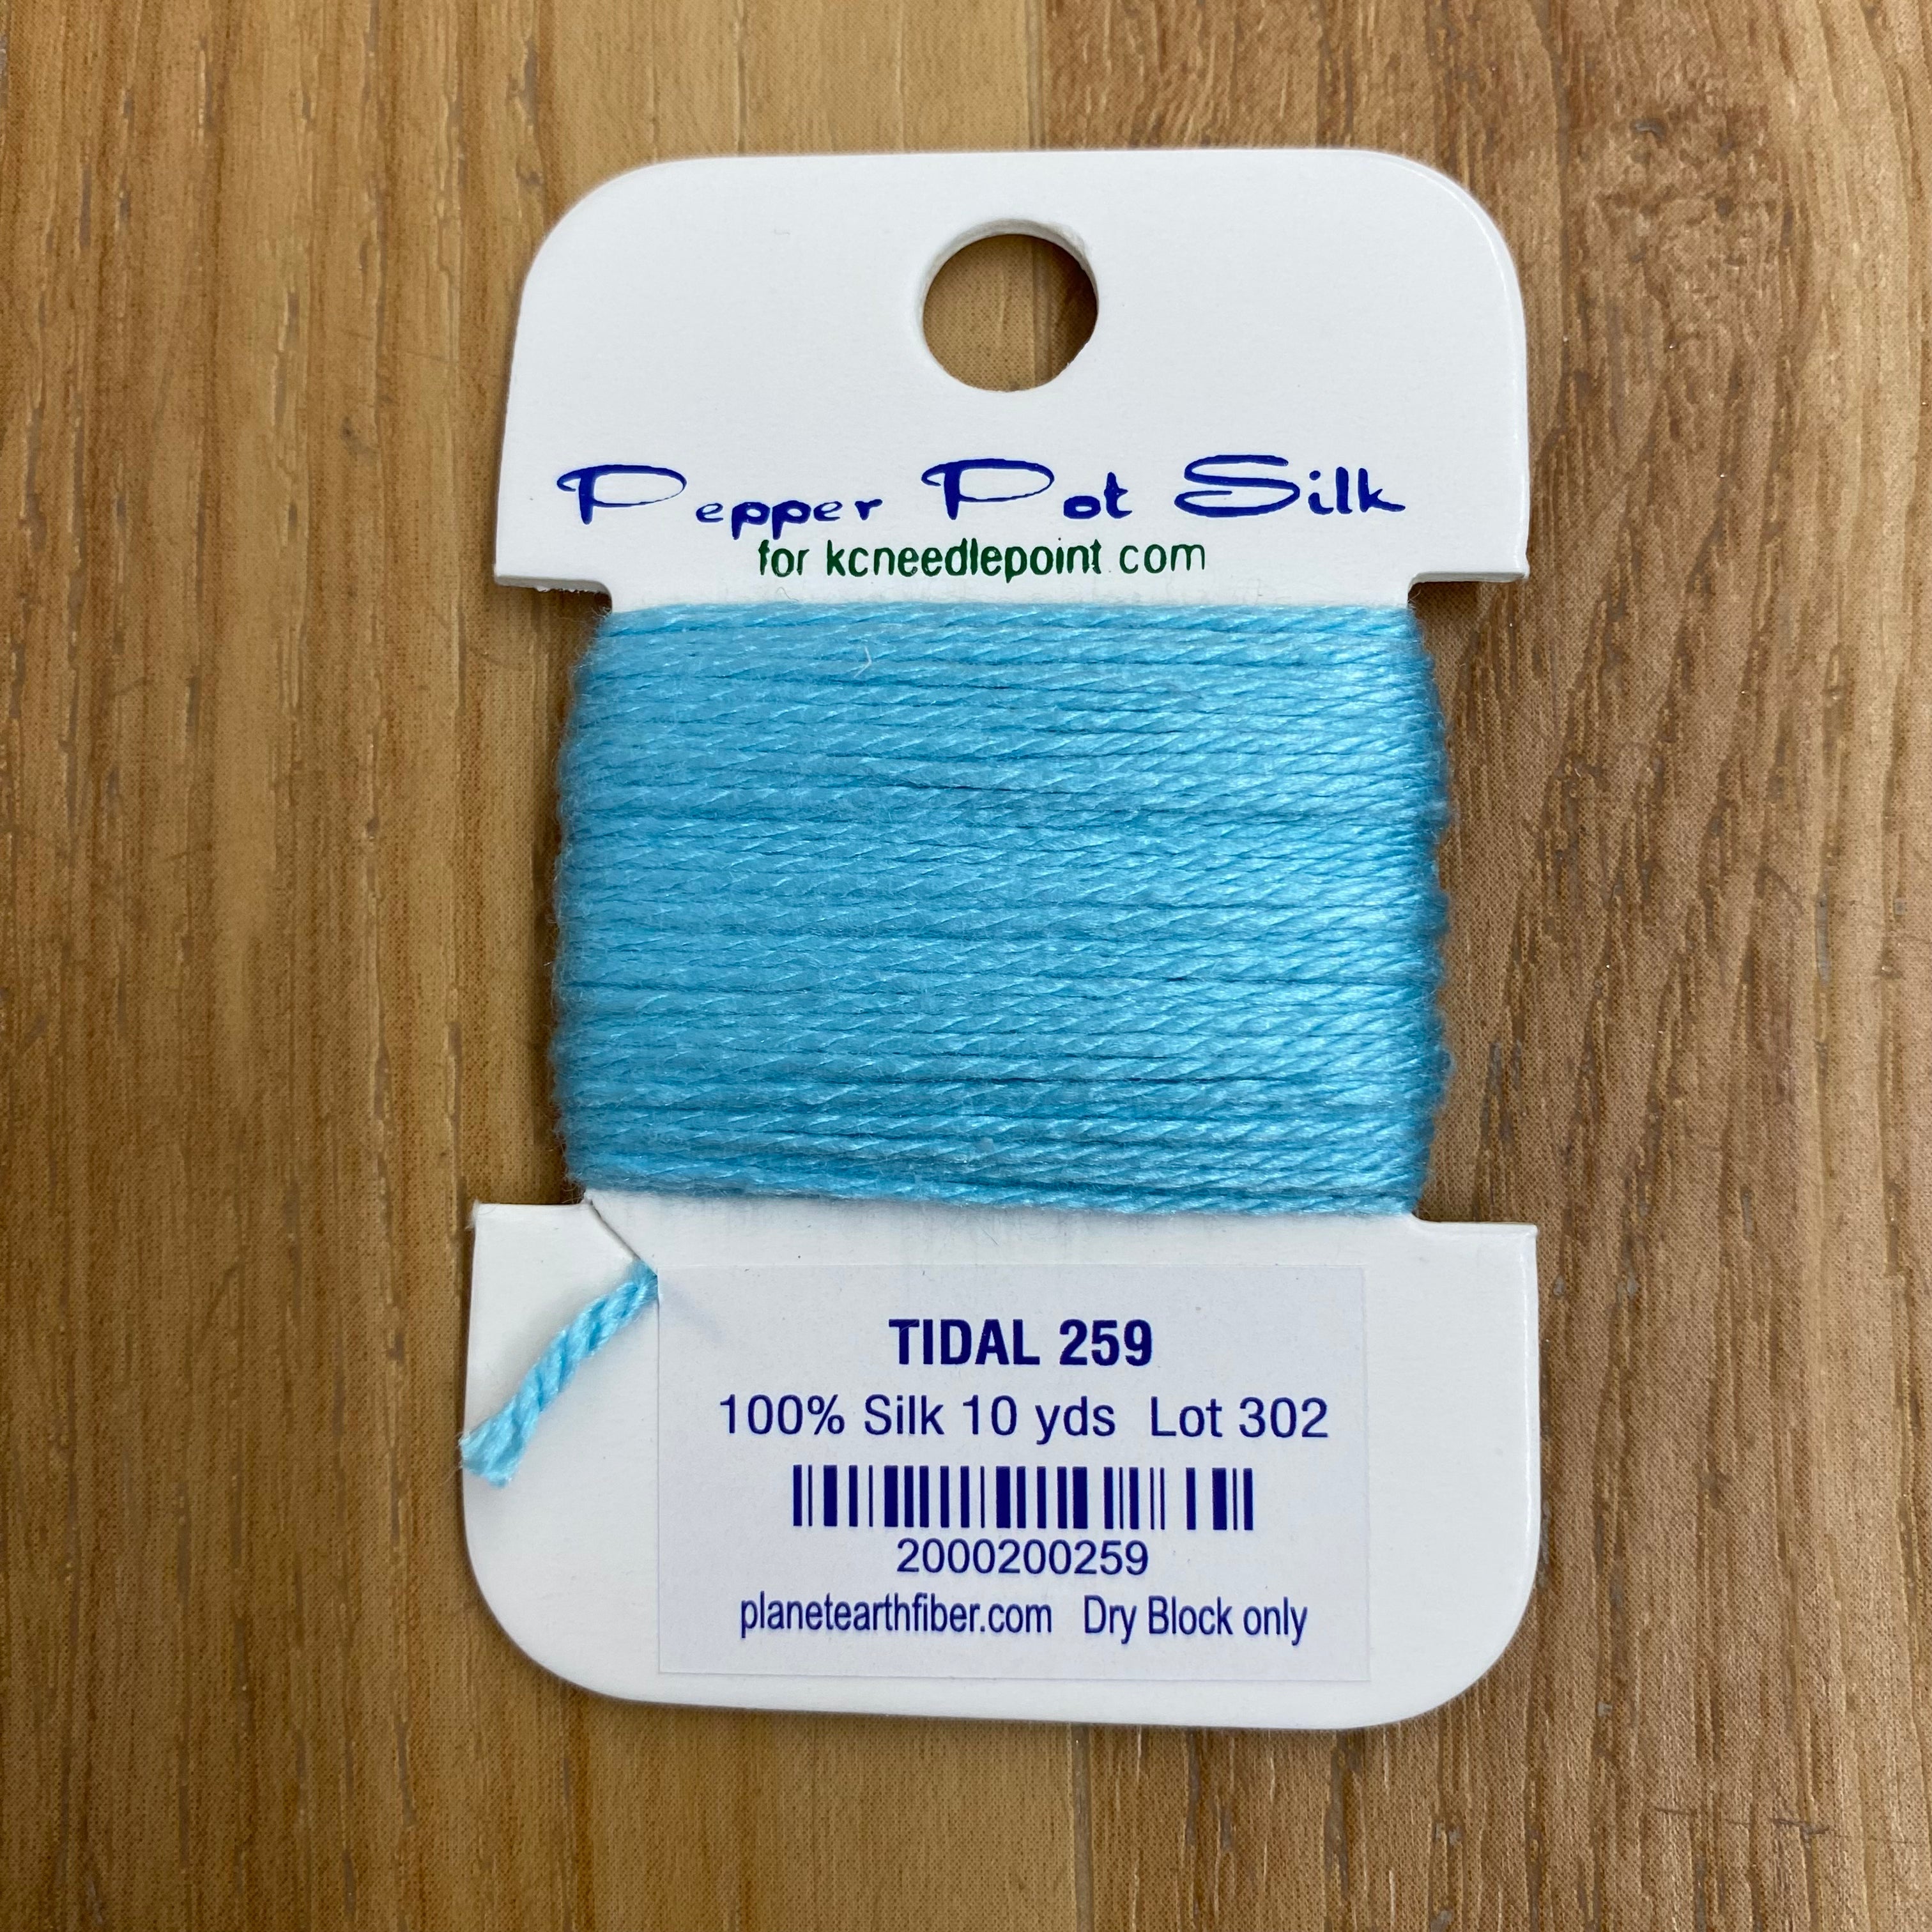 Pepper Pot Silk
for kcneedlepoint.com
TIDAL 259
100% Silk 10 yds Lot 302
2000200259
planetearthfiber.com Dry Block only